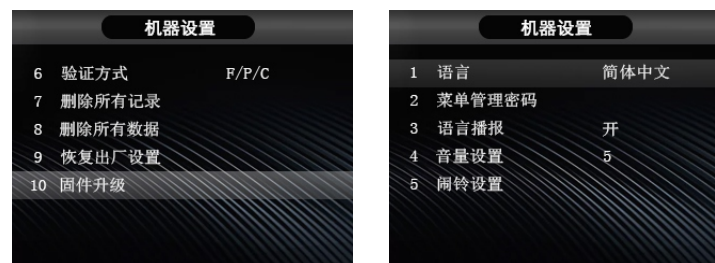 机器设置
6 验证方式 F/P/C
7 删除所有记录
8 删除所有数据
9 恢复出厂设置
10 固件升级
机器设置
1 语言 简体中文
2 菜单管理密码
3 语言播报 开
4 音量设置 5
5 闹铃设置